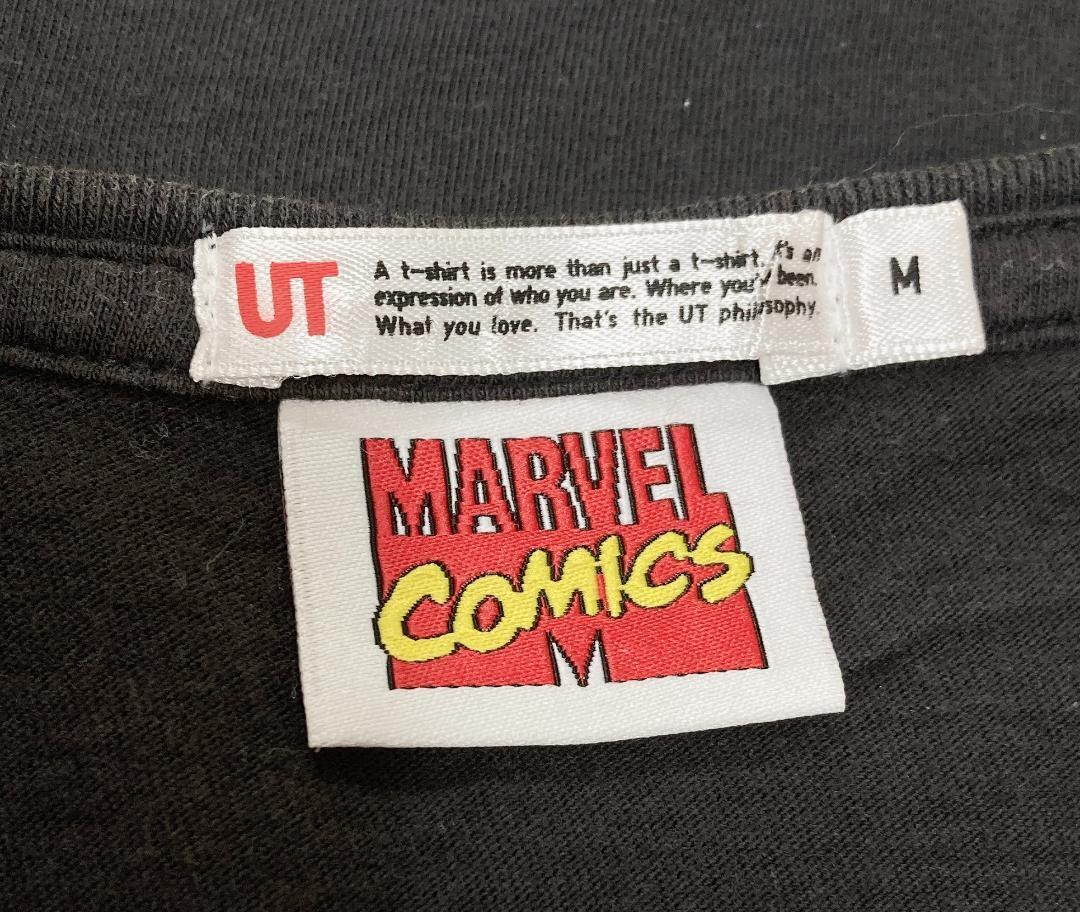 UT
A t-shirt is more than just a t-shirt. It's an
expression of who you are. Where you've been.
What you love. That's the UT philosophy.
M
MARVEL
COMICS